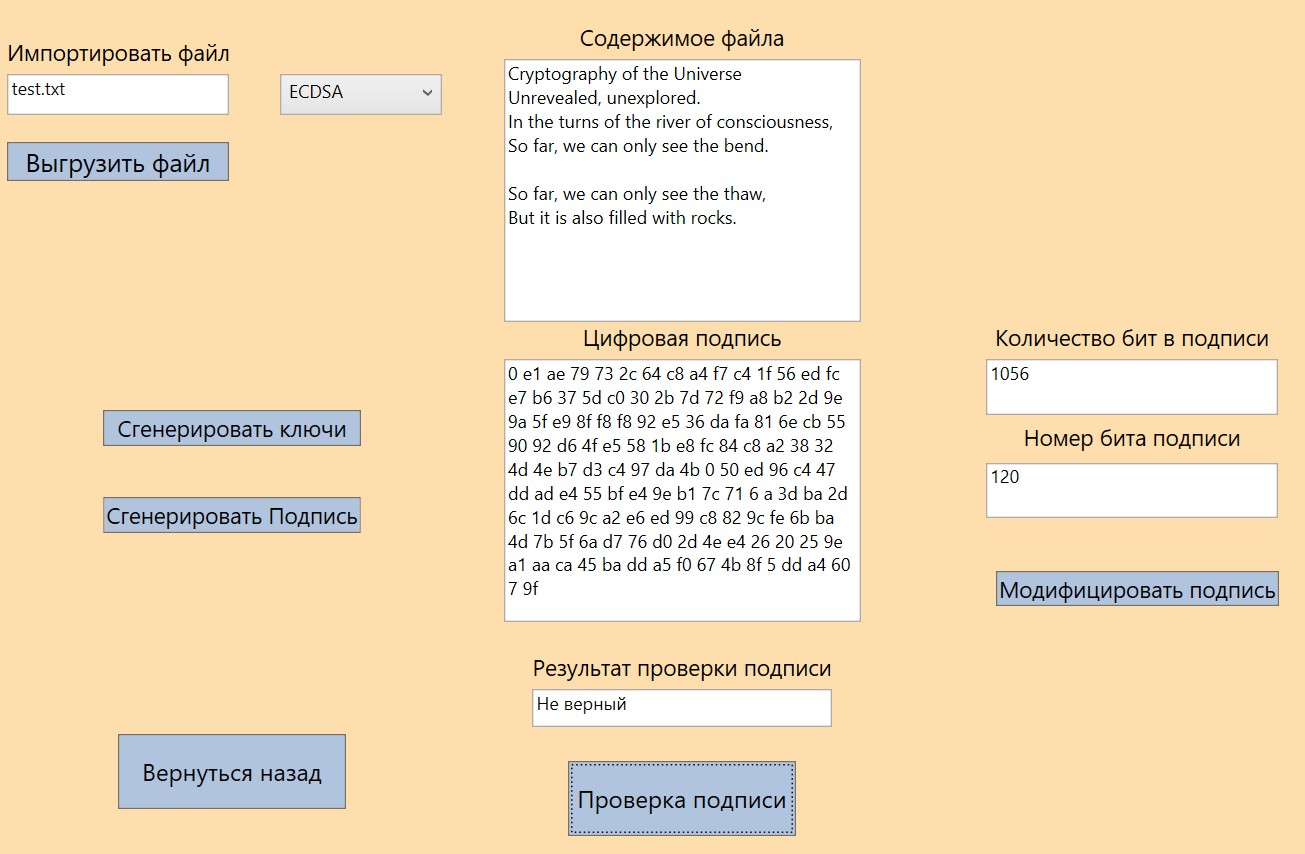 Импортировать файл
test.txt
ECDSA
Выгрузить файл
Содержимое файла
Cryptography of the Universe
Unrevealed, unexplored.
In the turns of the river of consciousness,
So far, we can only see the bend.
So far, we can only see the thaw,
But it is also filled with rocks.
Цифровая подпись
0 e1 ae 79 73 2c 64 c8 a4 f7 c4 1f 56 ed fc
e7 b6 37 5d c0 30 2b 7d 72 f9 a8 b2 2d 9e
9a 5f e9 8f f8 f8 92 e5 36 da fa 81 6e cb 55
90 92 d6 4f e5 58 1b e8 fc 84 c8 a2 38 32
4d 4e b7 d3 c4 97 da 4b 0 50 ed 96 c4 47
dd ad e4 55 bf e4 9e b1 7c 71 6 a 3d ba 2d
6c 1d c6 9c a2 e6 ed 99 c8 82 9c fe 6b ba
4d 7b 5f 6a d7 76 d0 2d 4e e4 26 20 25 9e
a1 aa ca 45 ba dd a5 f0 67 4b 8f 5 dd a4 60
7 9f
Количество бит в подписи
1056
Номер бита подписи
120
Модифицировать подпись
Сгенерировать ключи
Сгенерировать Подпись
Результат проверки подписи
Не верный
Вернуться назад
Проверка подписи